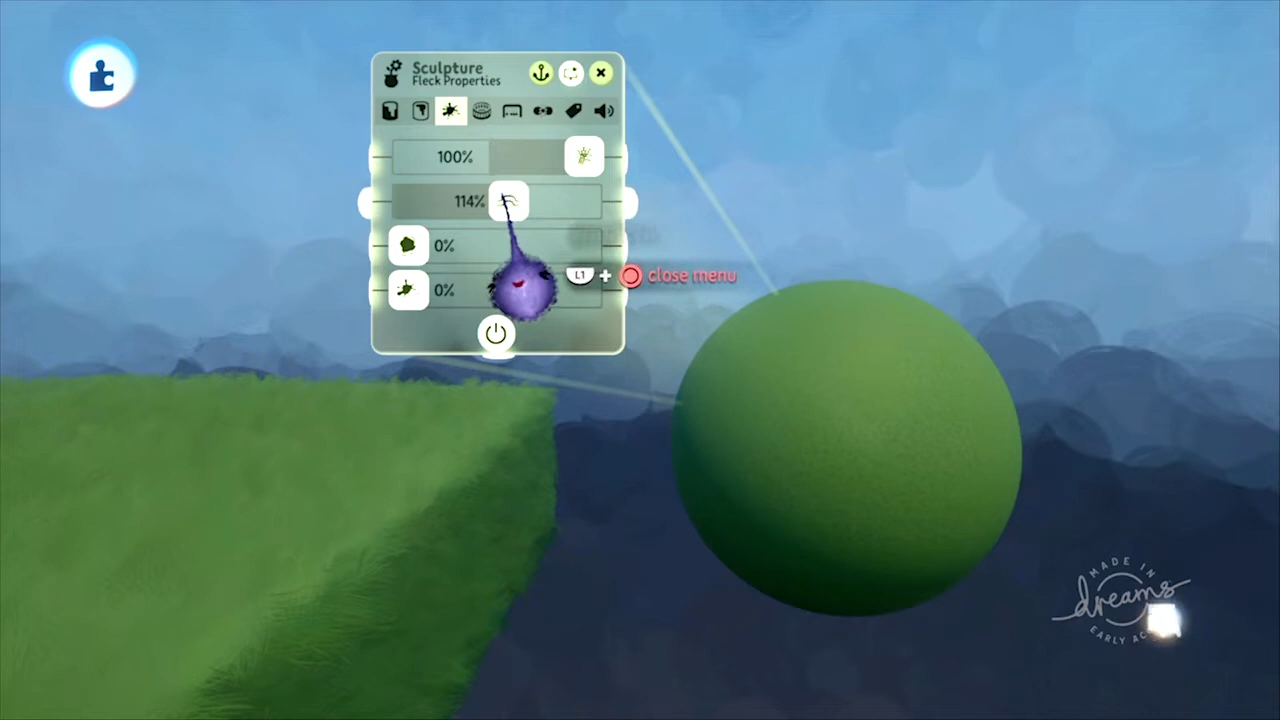 Sculpture
Fleck Properties
100%
114%
0%
L1 + close menu
0%
MADE IN
dreams
EARLY AC